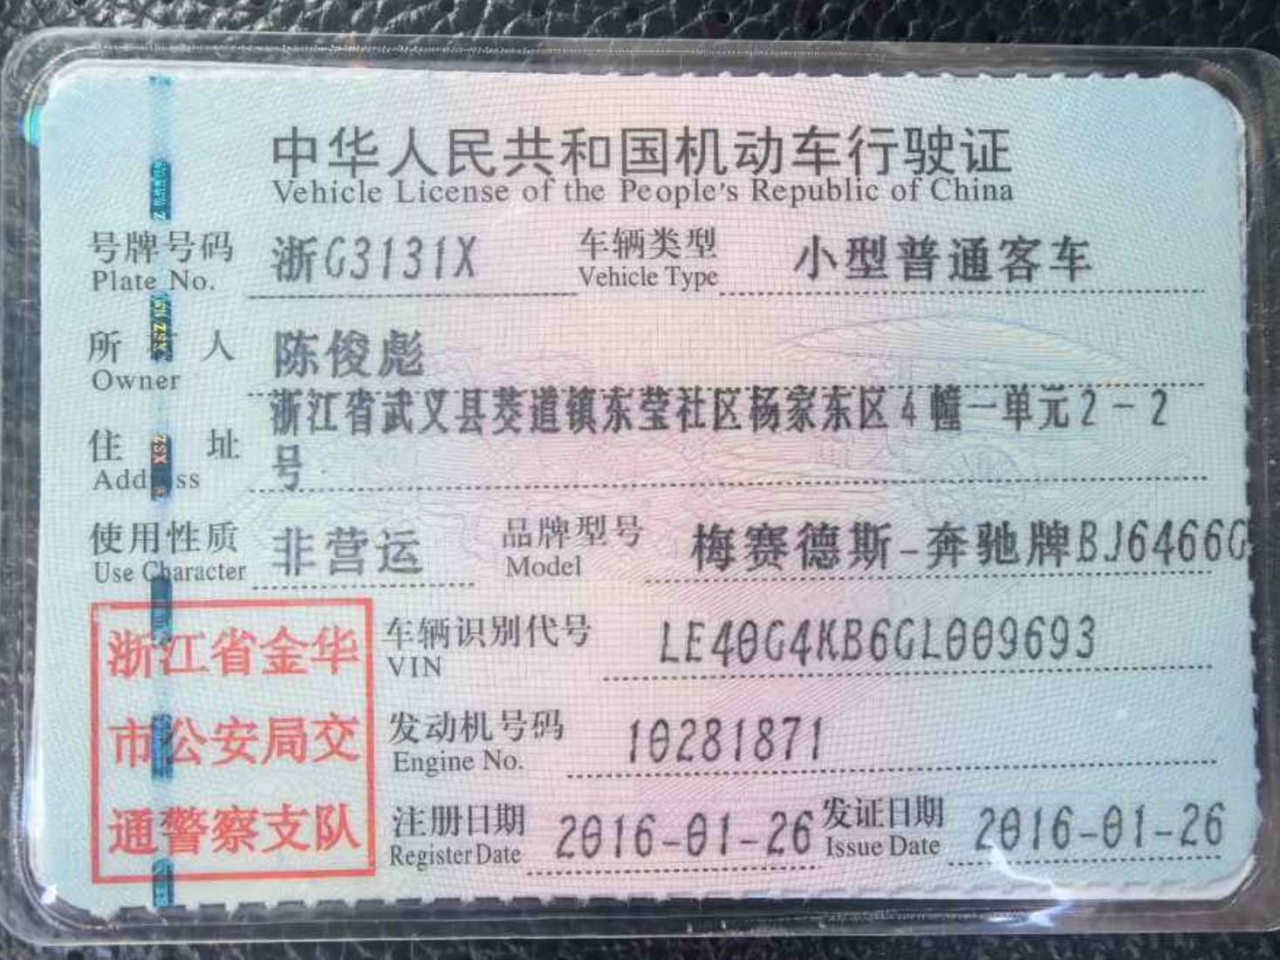 中华人民共和国机动车行驶证
Vehicle License of the People's Republic of China
号牌号码 浙G3131X 车辆类型 小型普通客车
Plate No. Vehicle Type
所 人 陈俊彪
Owner
浙江省武义县茭道镇东莹社区杨家东区4幢一单元2-2
住 址 号
Address
使用性质 非营运 品牌型号 梅赛德斯-奔驰牌BJ6466G
Use Character Model
浙江省金华 车辆识别代号 LE40G4KB6GL009693
VIN
市公安局交 发动机号码 10281871
Engine No.
通警察支队 注册日期 2016-01-26 发证日期 2016-01-26
Register Date Issue Date
XSZ
XSZ